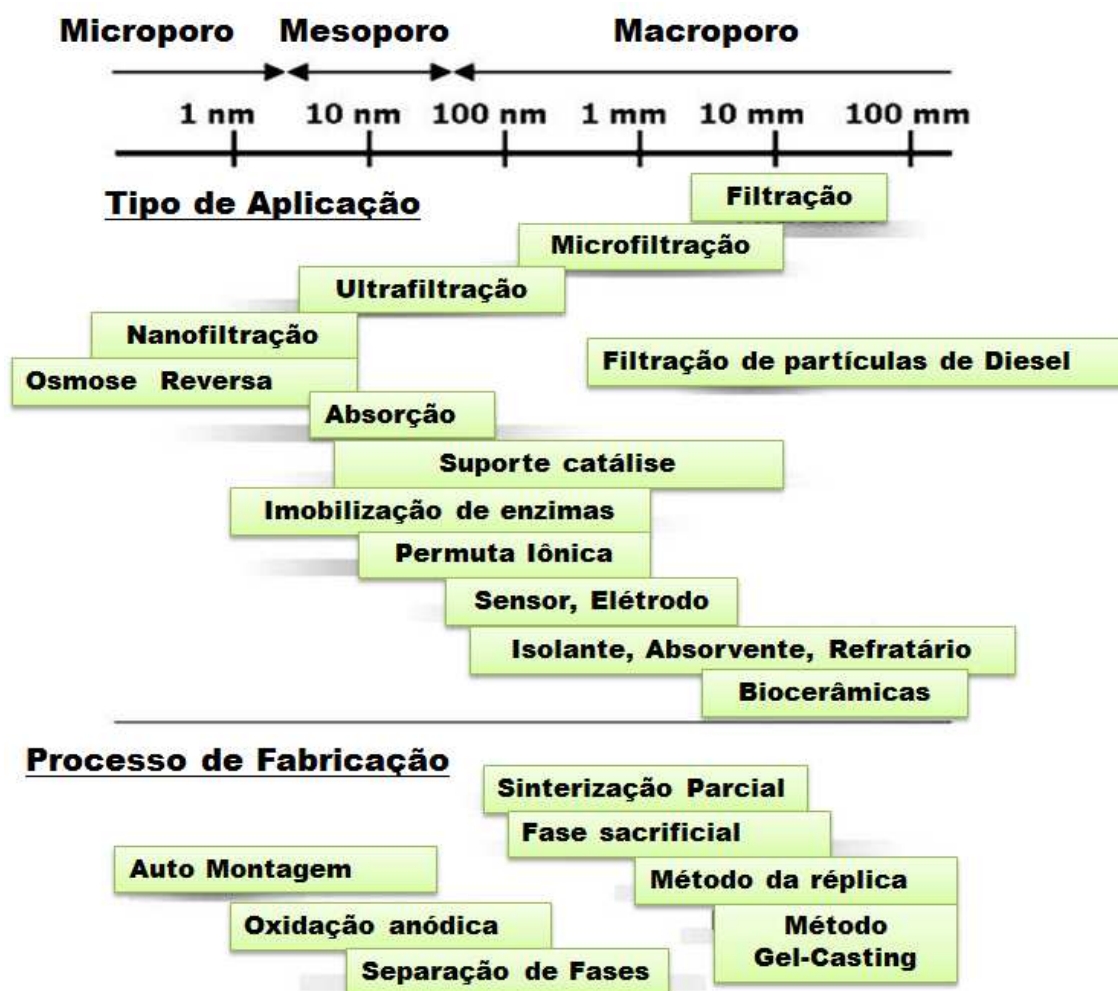 Microporo Mesoporo Macroporo
1 nm 10 nm 100 nm 1 mm 10 mm 100 mm
Tipo de Aplicação
Filtração
Microfiltração
Ultrafiltração
Nanofiltração
Filtração de partículas de Diesel
Osmose Reversa
Absorção
Suporte catálise
Imobilização de enzimas
Permuta Iônica
Sensor, Elétrodo
Isolante, Absorvente, Refratário
Biocerâmicas
Processo de Fabricação
Sinterização Parcial
Fase sacrificial
Auto Montagem
Método da réplica
Oxidação anódica
Método
Gel-Casting
Separação de Fases